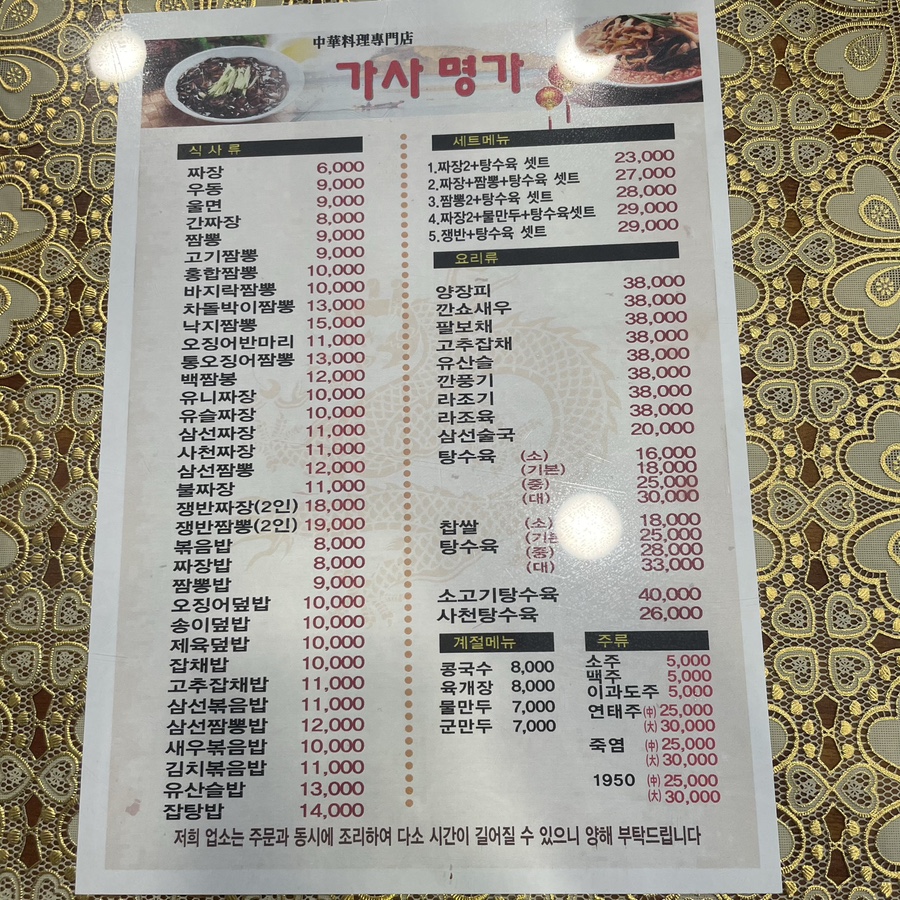 中華料理專門店
가사 명가
식 사 류
짜장 6,000
우동 9,000
울면 9,000
간짜장 8,000
짬뽕 9,000
고기짬뽕 9,000
홍합짬뽕 10,000
바지락짬뽕 10,000
차돌박이짬뽕 13,000
낙지짬뽕 15,000
오징어반마리 11,000
통오징어짬뽕 13,000
백짬봉 12,000
유니짜장 10,000
유슬짜장 10,000
삼선짜장 11,000
사천짜장 11,000
삼선짬뽕 12,000
불짜장 11,000
쟁반짜장(2인) 18,000
쟁반짬뽕(2인) 19,000
볶음밥 8,000
짜장밥 8,000
짬뽕밥 9,000
오징어덮밥 10,000
송이덮밥 10,000
제육덮밥 10,000
잡채밥 10,000
고추잡채밥 11,000
삼선볶음밥 11,000
삼선짬뽕밥 12,000
새우볶음밥 10,000
김치볶음밥 11,000
유산슬밥 13,000
잡탕밥 14,000
세트메뉴
1.짜장2+탕수육 셋트 23,000
2.짜장+짬뽕+탕수육 셋트 27,000
3.짬뽕2+탕수육 셋트 28,000
4.짜장2+물만두+탕수육셋트 29,000
5.쟁반+탕수육 셋트 29,000
요리류
양장피 38,000
깐쇼새우 38,000
팔보채 38,000
고추잡채 38,000
유산슬 38,000
깐풍기 38,000
라조기 38,000
라조육 38,000
삼선술국 20,000
탕수육 (소) 16,000
(기본) 18,000
(중) 25,000
(대) 30,000
찹쌀 (소) 18,000
탕수육 (기본 25,000
(중) 28,000
(대) 33,000
소고기탕수육 40,000
사천탕수육 26,000
계절메뉴
콩국수 8,000
육개장 8,000
물만두 7,000
군만두 7,000
주류
소주 5,000
맥주 5,000
이과도주 5,000
연태주 (中) 25,000
(大) 30,000
죽엽 (中) 25,000
(大) 30,000
1950 (中) 25,000
(大) 30,000
저희 업소는 주문과 동시에 조리하여 다소 시간이 길어질 수 있으니 양해 부탁드립니다